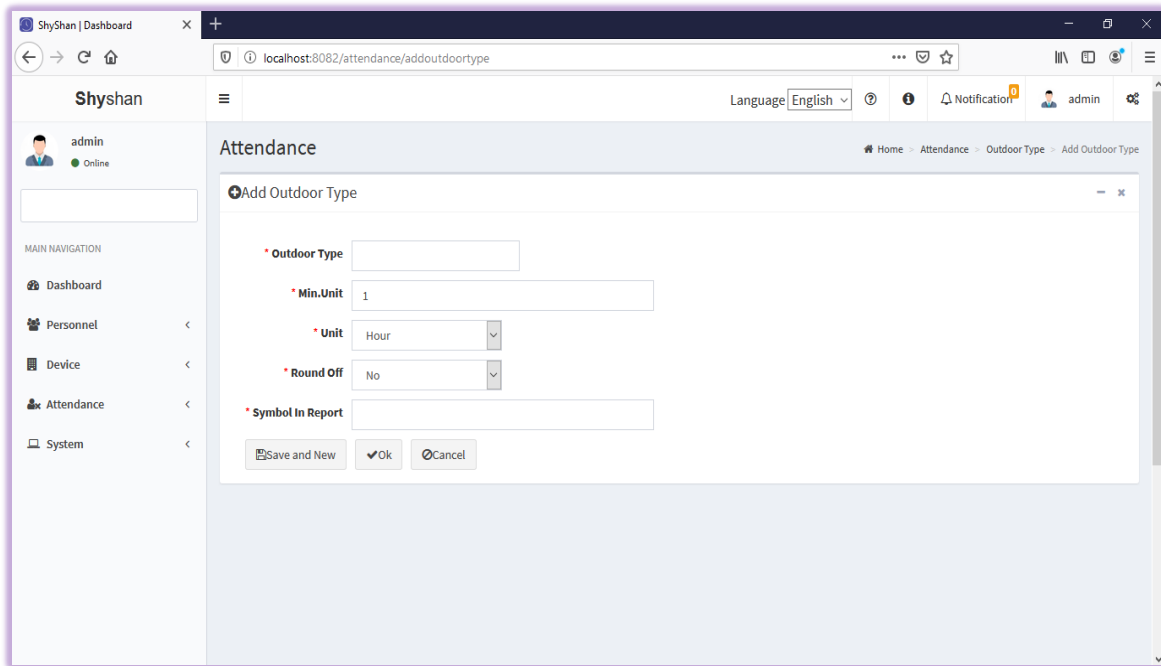 ShyShan | Dashboard
localhost:8082/attendance/addoutdoortype
Shyshan
Language English
Notification 0
admin
admin
Online
MAIN NAVIGATION
Dashboard
Personnel
Device
Attendance
System
Attendance
Home > Attendance > Outdoor Type > Add Outdoor Type
Add Outdoor Type
* Outdoor Type
* Min.Unit 1
* Unit Hour
* Round Off No
* Symbol In Report
Save and New Ok Cancel